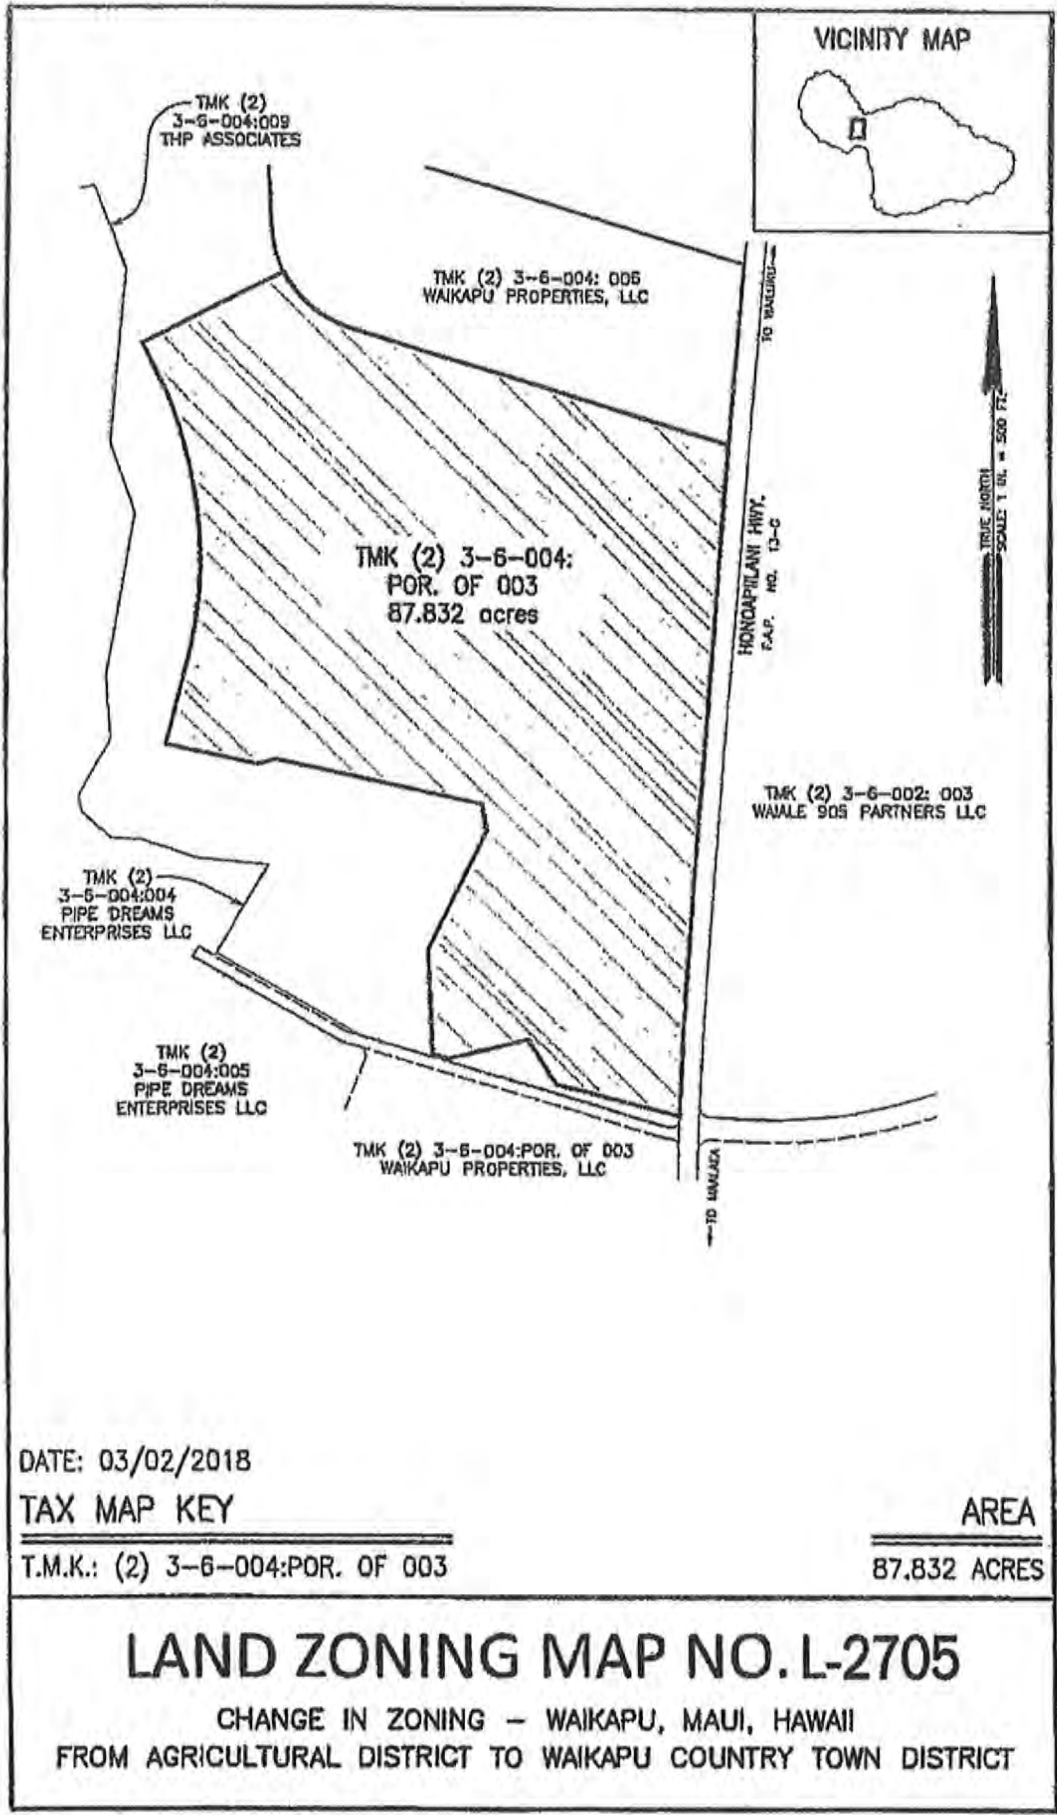 VICINITY MAP
TMK (2)
3-6-004:009
THP ASSOCIATES
TMK (2) 3-6-004: 006
WAIKAPU PROPERTIES, LLC
TO WAILUKU
TRUE NORTH
SCALE: 1 IN. = 500 FT.
HONOAPIILANI HWY.
F.A.P. NO. 13-G
TMK (2) 3-6-004:
POR. OF 003
87.832 acres
TMK (2) 3-6-002: 003
WAIALE 905 PARTNERS LLC
TMK (2)
3-6-004:004
PIPE DREAMS
ENTERPRISES LLC
TMK (2)
3-6-004:005
PIPE DREAMS
ENTERPRISES LLC
TMK (2) 3-6-004:POR. OF 003
WAIKAPU PROPERTIES, LLC
TO MAALAEA
DATE: 03/02/2018
TAX MAP KEY
AREA
T.M.K.: (2) 3-6-004:POR. OF 003
87.832 ACRES
LAND ZONING MAP NO. L-2705
CHANGE IN ZONING - WAIKAPU, MAUI, HAWAII
FROM AGRICULTURAL DISTRICT TO WAIKAPU COUNTRY TOWN DISTRICT